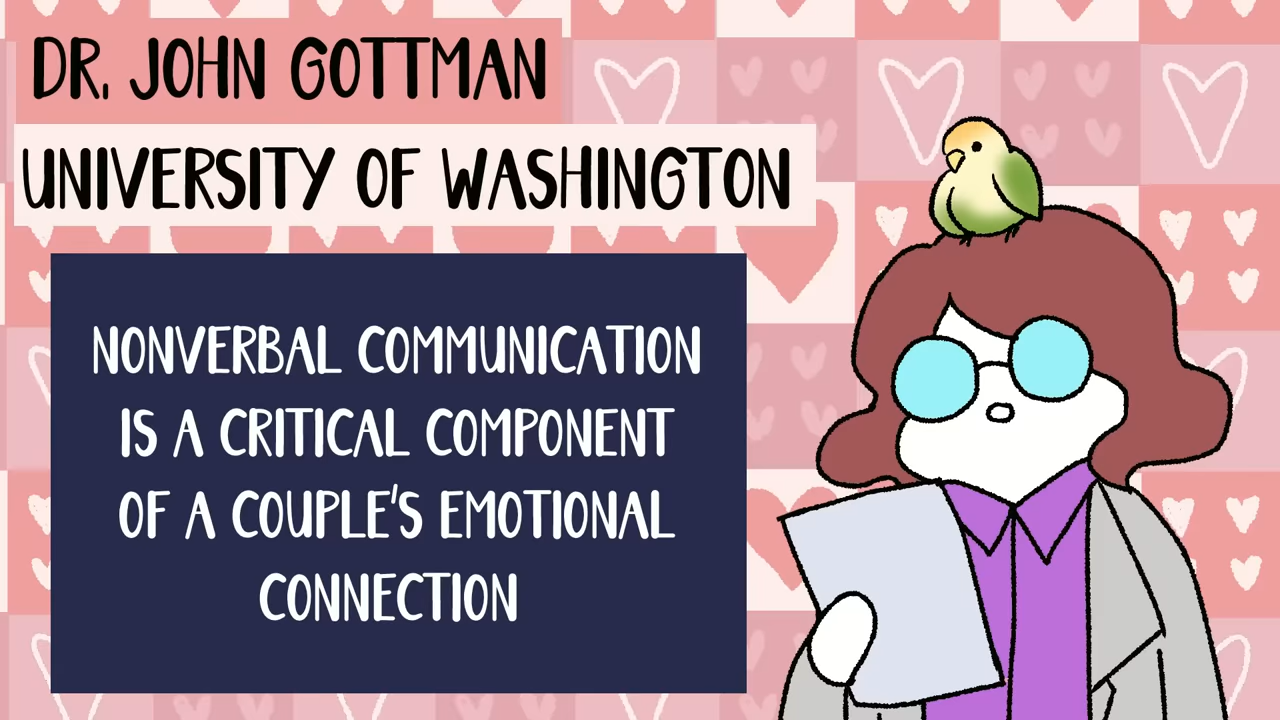 DR. JOHN GOTTMAN
UNIVERSITY OF WASHINGTON
NONVERBAL COMMUNICATION
IS A CRITICAL COMPONENT
OF A COUPLE'S EMOTIONAL
CONNECTION